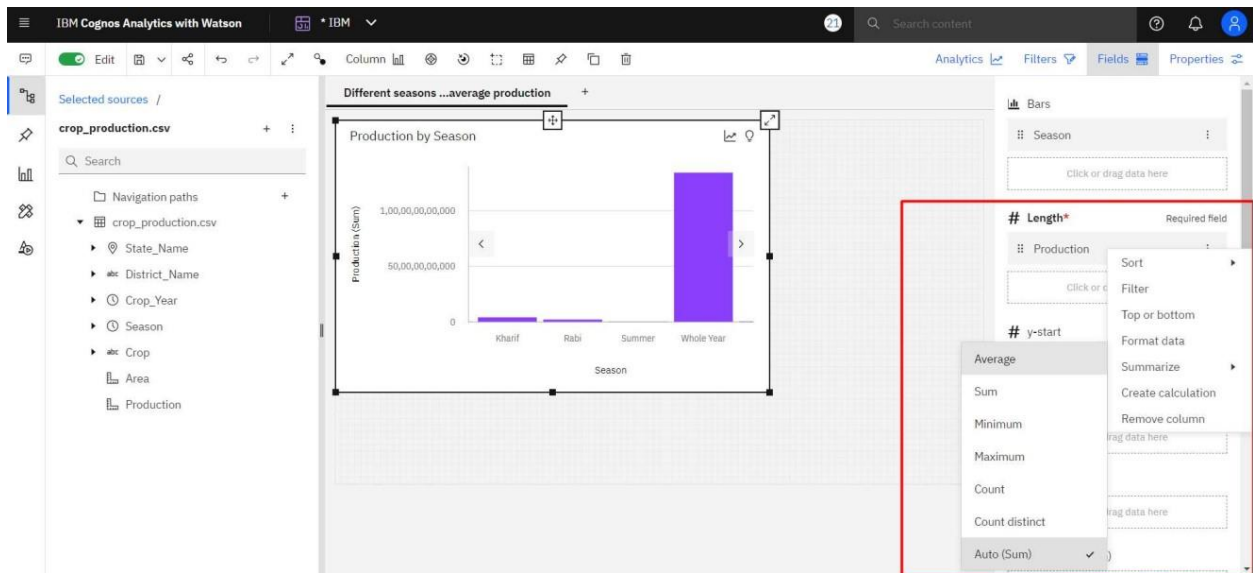 IBM Cognos Analytics with Watson
* IBM
21
Search content
Edit
Column
Analytics
Filters
Fields
Properties
Selected sources /
crop_production.csv
Search
Navigation paths
crop_production.csv
State_Name
abc District_Name
Crop_Year
Season
abc Crop
Area
Production
Different seasons ...average production
Production by Season
Production (Sum)
1,00,00,00,00,000
50,00,00,00,000
0
Kharif
Rabi
Summer
Whole Year
Season
Bars
Season
Click or drag data here
# Length*
Required field
Production
Click or
# y-start
Sort
Filter
Top or bottom
Format data
Summarize
Create calculation
Remove column
Average
Sum
Minimum
Maximum
Count
Count distinct
Auto (Sum)
drag data here
drag data here